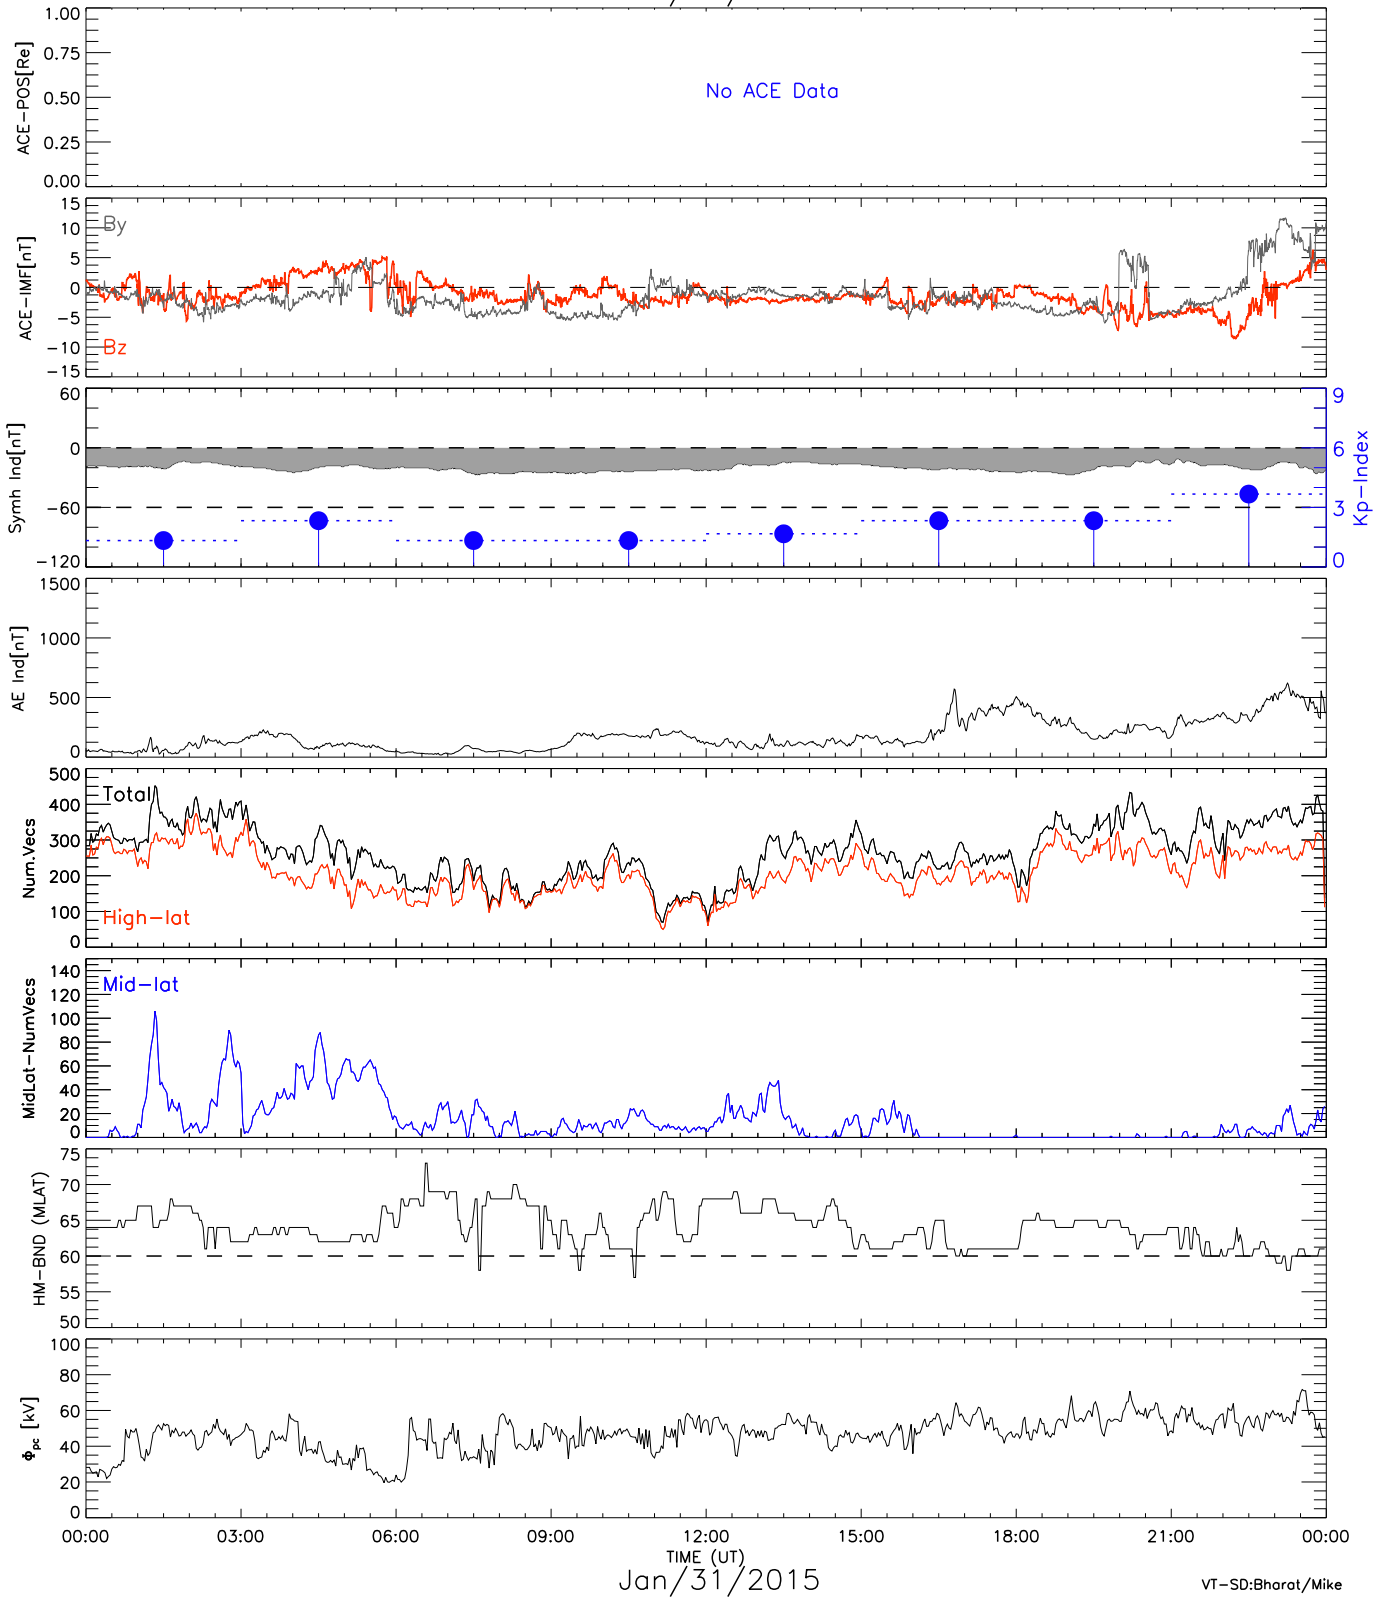 1.00
0.75
0.50
0.25
0.00
ACE-POS[Re]
No ACE Data
15
10
5
0
-5
-10
-15
ACE-IMF[nT]
By
Bz
60
0
-60
-120
Symh Ind[nT]
9
6
3
0
Kp-Index
1500
1000
500
0
AE Ind[nT]
500
400
300
200
100
0
Num.Vecs
Total
High-lat
140
120
100
80
60
40
20
0
MidLat-NumVecs
Mid-lat
75
70
65
60
55
50
HM-BND (MLAT)
100
80
60
40
20
0
Φpc [kV]
00:00 03:00 06:00 09:00 12:00 15:00 18:00 21:00 00:00
TIME (UT)
Jan/31/2015
VT-SD:Bharat/Mike